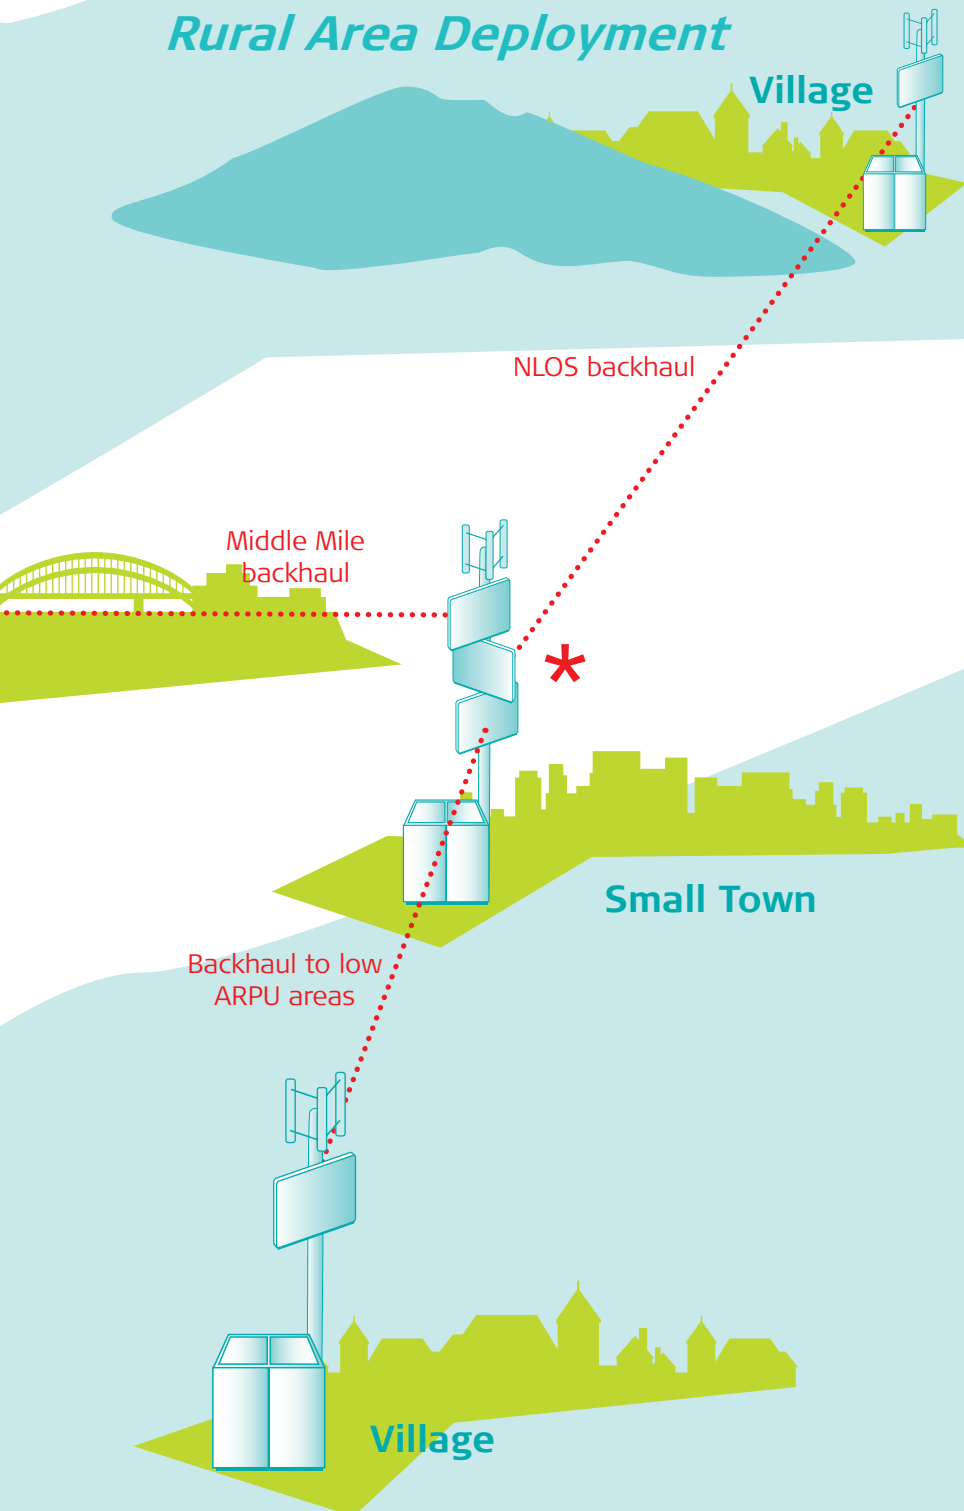 Rural Area Deployment
Village
NLOS backhaul
Middle Mile
backhaul
*
Small Town
Backhaul to low
ARPU areas
Village